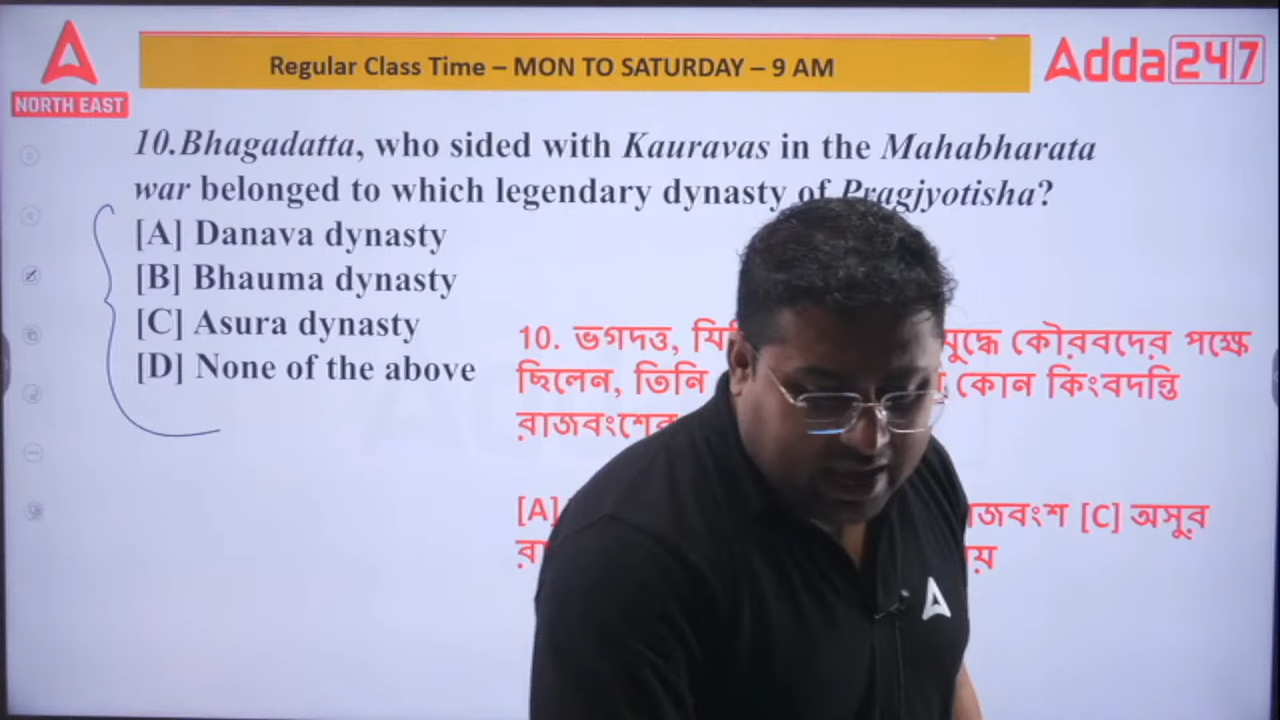 NORTH EAST
Regular Class Time – MON TO SATURDAY – 9 AM
Adda247
10.Bhagadatta, who sided with Kauravas in the Mahabharata
war belonged to which legendary dynasty of Pragjyotisha?
[A] Danava dynasty
[B] Bhauma dynasty
[C] Asura dynasty
[D] None of the above
10. ভগদত্ত, যুদ্ধে কৌরবদের পক্ষে
ছিলেন, তিনি কোন কিংবদন্তি
[A] [C] অসুর